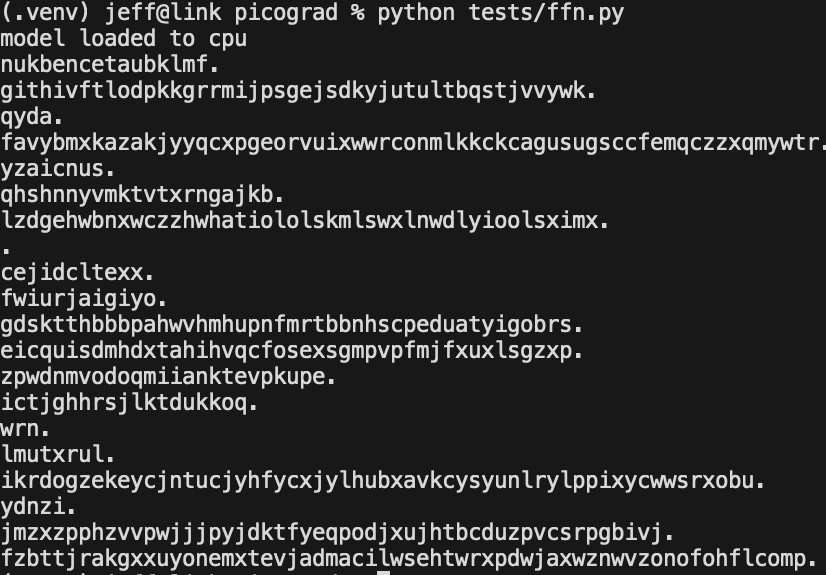 (.venv) jeff@link picograd % python tests/ffn.py
model loaded to cpu
nukbencetaubklmf.
githivftlodpkkgrrmijpsgejsdkyjutultbqstjvvywk.
qyda.
favybmxkazakjyyqcxpgeorvuixwwrconmlkkckcagusugsccfemqczzxqmywtr.
yzaicnus.
qhshnnyvmktvtxrngajkb.
lzdgehwbnxwczzhwhatiololskmlswxlnwdlyioolsximx.
.
cejidcltexx.
fwiurjaigiyo.
gdsktthbbbpahwvhmhupnfmrtbbnhscpeduatyigobrs.
eicquisdmhdxtahihvqcfosexsgmpvpfmjfxuxlsgzxp.
zpwdnmvodoqmiianktevpkupe.
ictjghhrsjlktdukkoq.
wrn.
lmutxrul.
ikrdogzekeycjntucjyhfycxjylhubxavkcysyunlrylppixycwwsrxobu.
ydnzi.
jmzxzpphzvvpwjjjpyjdktfyeqpodjxujhtbcduzpvcsrpgbivj.
fzbttjrakgxxuyonemxtevjadmacilwsehtwrxpdwjaxwznwvzonofohflcomp.